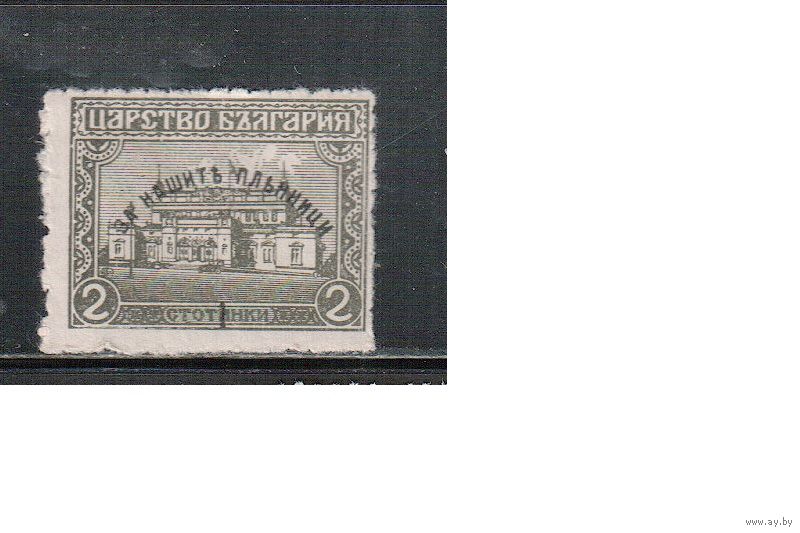 ЦАРСТВО БЪЛГАРИЯ
ЗА НАШИТѢ ПЛѢННИЦИ
2 СТОТИНКИ 2
www.ay.by